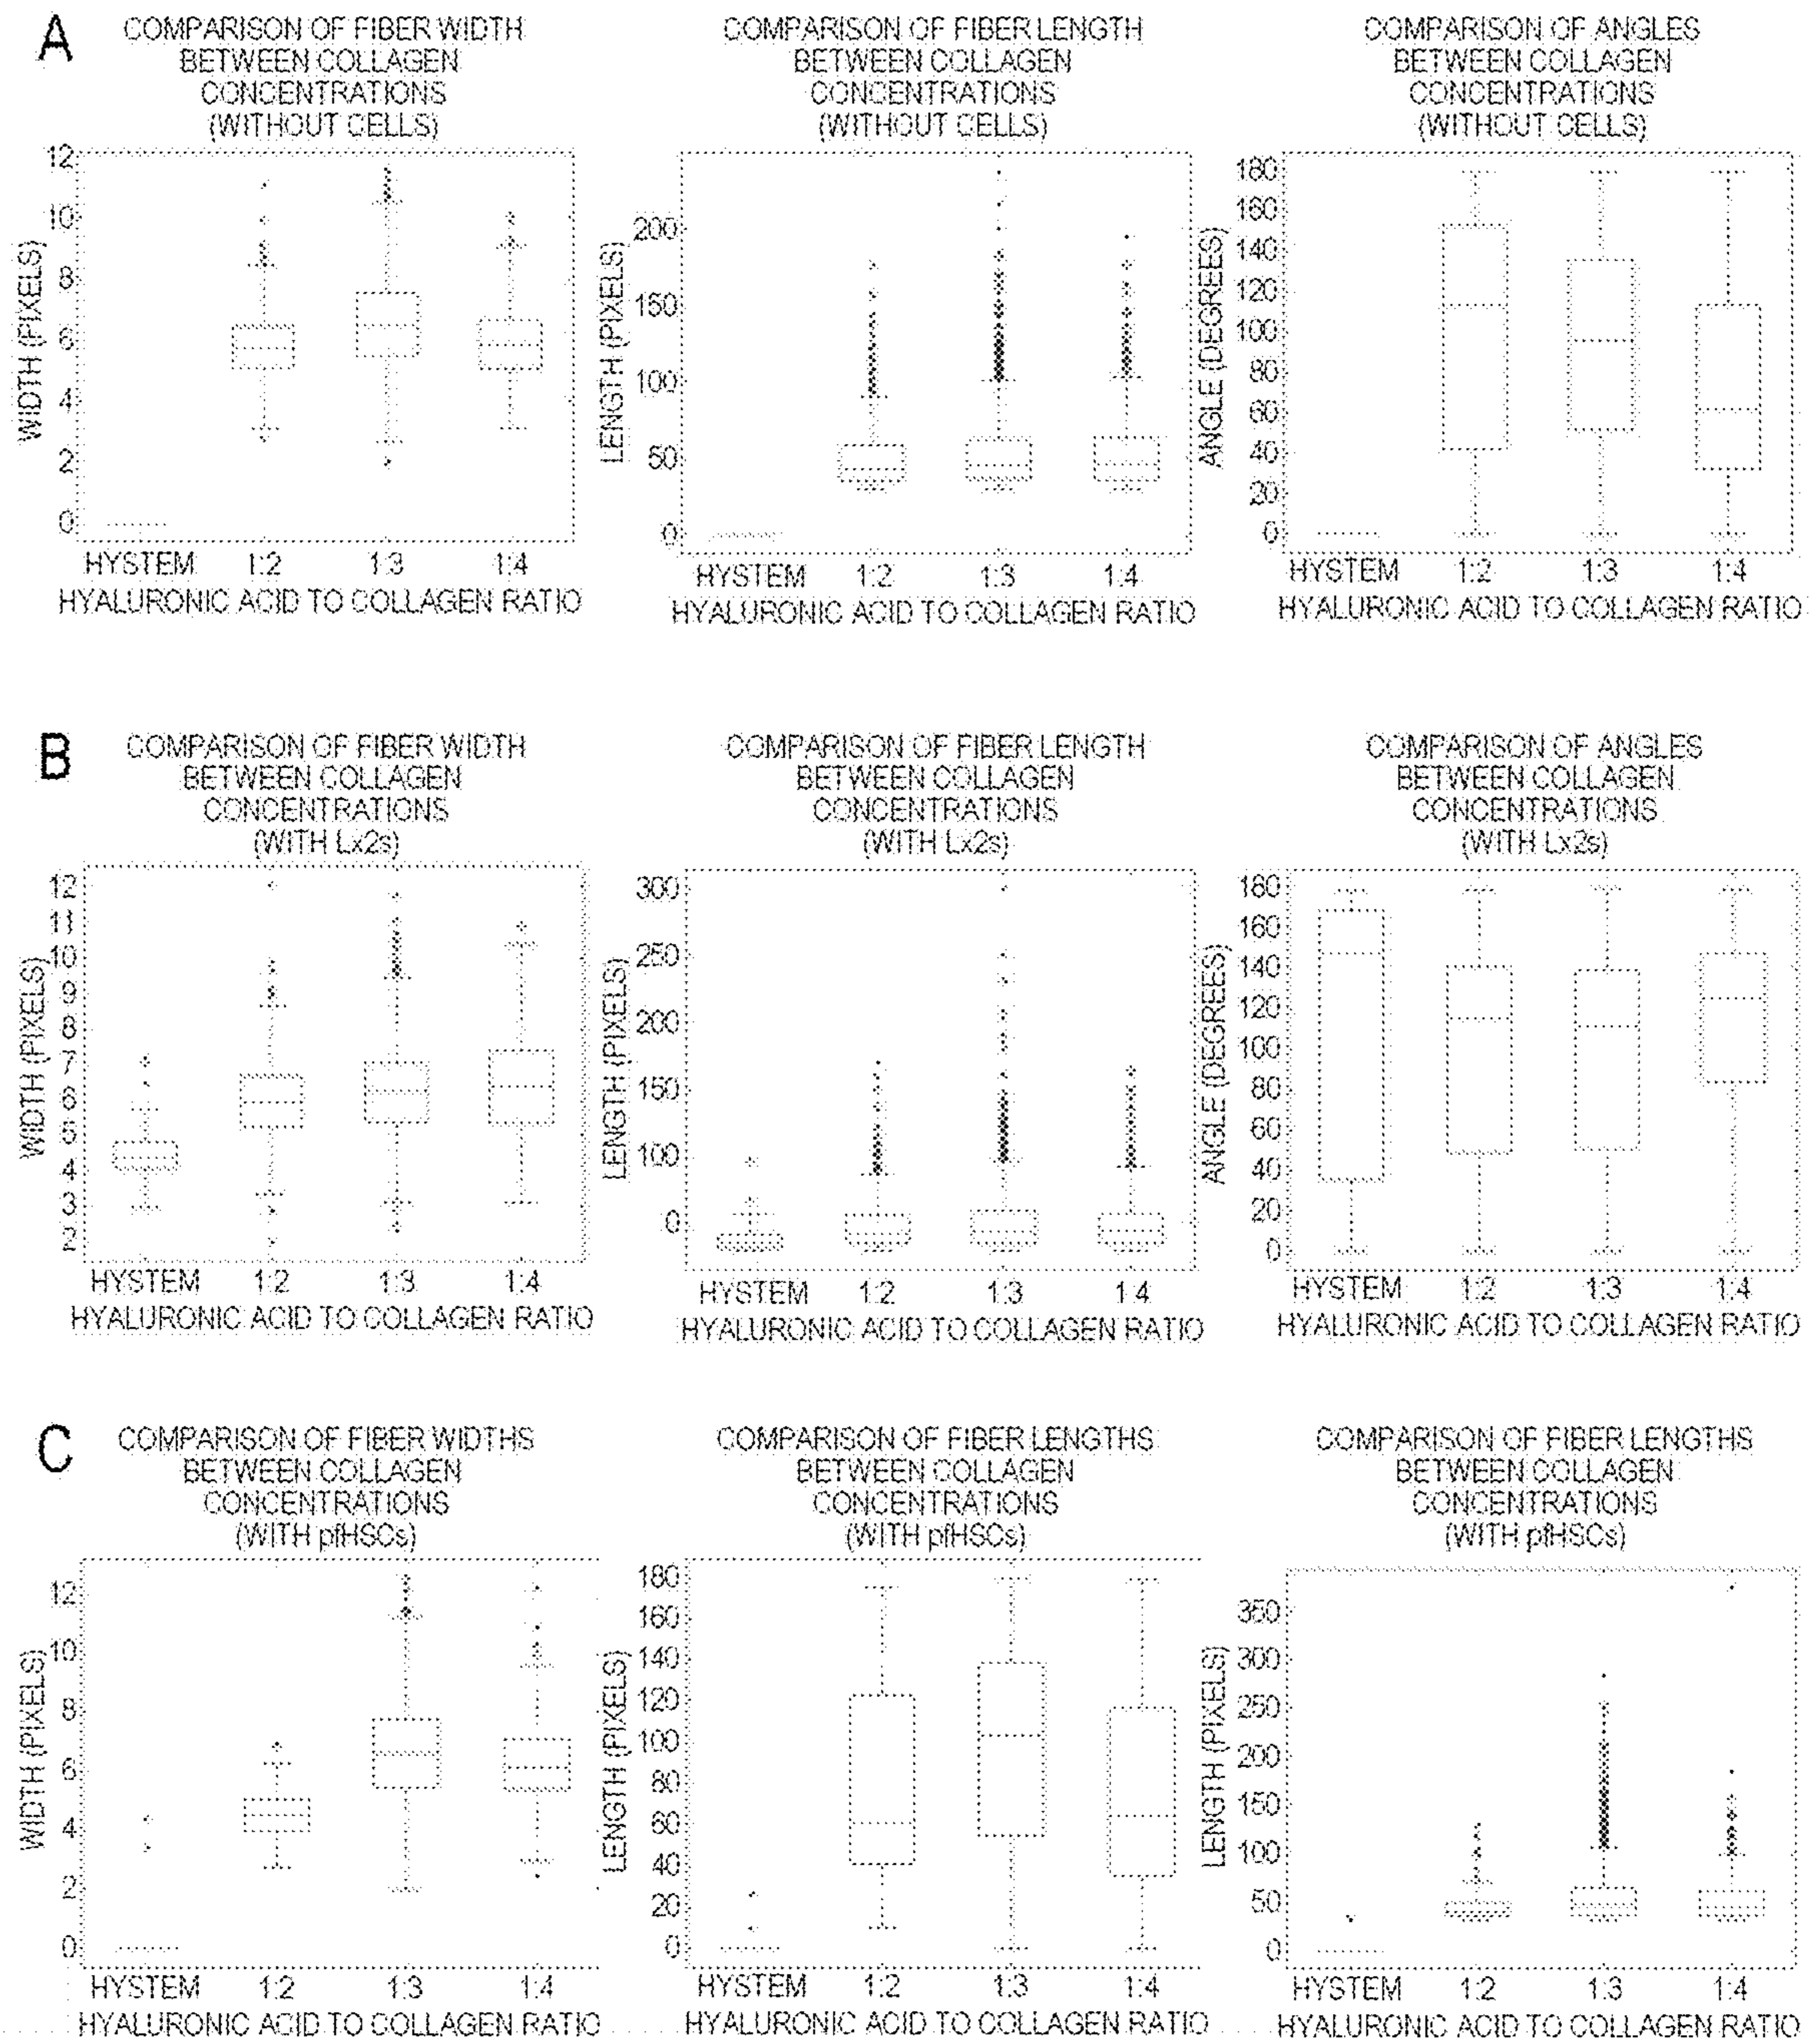 A
COMPARISON OF FIBER WIDTH
BETWEEN COLLAGEN
CONCENTRATIONS
(WITHOUT CELLS)
12
10
8
6
4
2
0
WIDTH (PIXELS)
HYSTEM 1:2 1:3 1:4
HYALURONIC ACID TO COLLAGEN RATIO
COMPARISON OF FIBER LENGTH
BETWEEN COLLAGEN
CONCENTRATIONS
(WITHOUT CELLS)
200
150
100
50
0
LENGTH (PIXELS)
HYSTEM 1:2 1:3 1:4
HYALURONIC ACID TO COLLAGEN RATIO
COMPARISON OF ANGLES
BETWEEN COLLAGEN
CONCENTRATIONS
(WITHOUT CELLS)
180
160
140
120
100
80
60
40
20
0
ANGLE (DEGREES)
HYSTEM 1:2 1:3 1:4
HYALURONIC ACID TO COLLAGEN RATIO
B
COMPARISON OF FIBER WIDTH
BETWEEN COLLAGEN
CONCENTRATIONS
(WITH Lx2s)
12
11
10
9
8
7
6
5
4
3
2
WIDTH (PIXELS)
HYSTEM 1:2 1:3 1:4
HYALURONIC ACID TO COLLAGEN RATIO
COMPARISON OF FIBER LENGTH
BETWEEN COLLAGEN
CONCENTRATIONS
(WITH Lx2s)
300
250
200
150
100
0
LENGTH (PIXELS)
HYSTEM 1:2 1:3 1:4
HYALURONIC ACID TO COLLAGEN RATIO
COMPARISON OF ANGLES
BETWEEN COLLAGEN
CONCENTRATIONS
(WITH Lx2s)
180
160
140
120
100
80
60
40
20
0
ANGLE (DEGREES)
HYSTEM 1:2 1:3 1:4
HYALURONIC ACID TO COLLAGEN RATIO
C
COMPARISON OF FIBER WIDTHS
BETWEEN COLLAGEN
CONCENTRATIONS
(WITH pfHSCs)
12
10
8
6
4
2
0
WIDTH (PIXELS)
HYSTEM 1:2 1:3 1:4
HYALURONIC ACID TO COLLAGEN RATIO
COMPARISON OF FIBER LENGTHS
BETWEEN COLLAGEN
CONCENTRATIONS
(WITH pfHSCs)
180
160
140
120
100
80
60
40
20
0
LENGTH (PIXELS)
HYSTEM 1:2 1:3 1:4
HYALURONIC ACID TO COLLAGEN RATIO
COMPARISON OF FIBER LENGTHS
BETWEEN COLLAGEN
CONCENTRATIONS
(WITH pfHSCs)
350
300
250
200
150
100
50
0
LENGTH (PIXELS)
HYSTEM 1:2 1:3 1:4
HYALURONIC ACID TO COLLAGEN RATIO